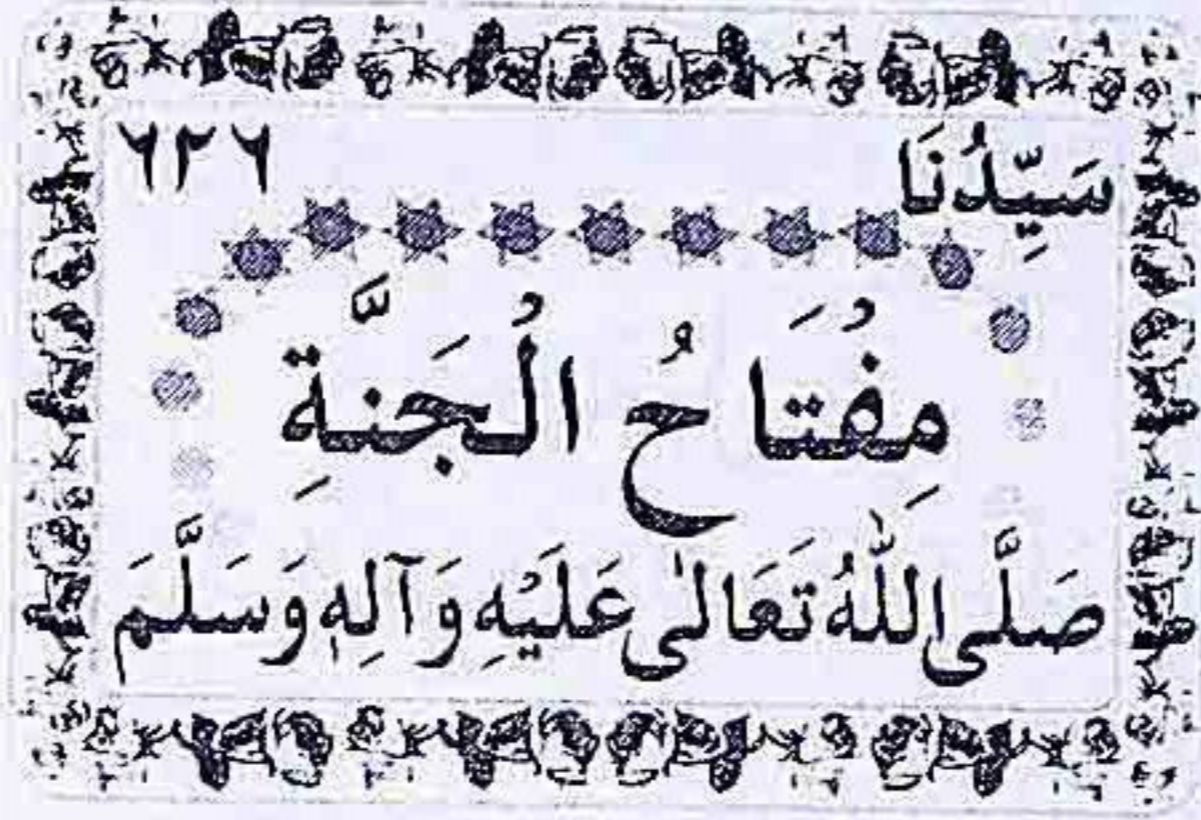 سَيِّدُنَا ٦٢٦
مِفْتَاحُ الْجَنَّةِ
صَلَّى اللّٰهُ تَعَالٰى عَلَيْهِ وَآلِهٖ وَسَلَّمَ